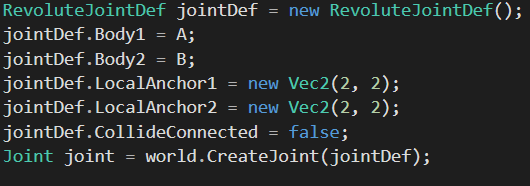 RevoluteJointDef jointDef = new RevoluteJointDef();
jointDef.Body1 = A;
jointDef.Body2 = B;
jointDef.LocalAnchor1 = new Vec2(2, 2);
jointDef.LocalAnchor2 = new Vec2(2, 2);
jointDef.CollideConnected = false;
Joint joint = world.CreateJoint(jointDef);